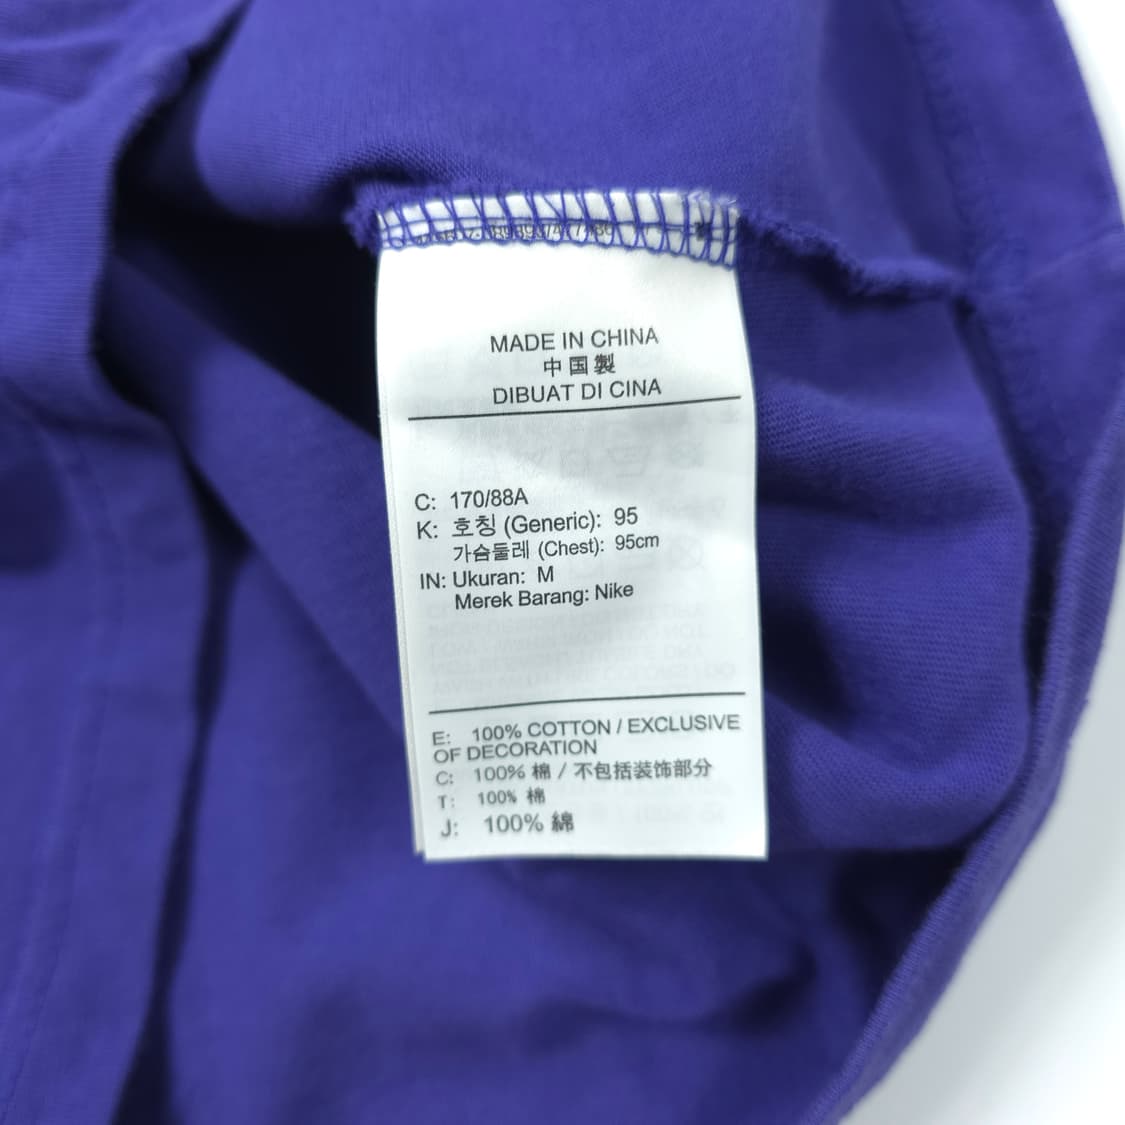 MADE IN CHINA
中国製
DIBUAT DI CINA
C: 170/88A
K: 호칭 (Generic): 95
가슴둘레 (Chest): 95cm
IN: Ukuran: M
Merek Barang: Nike
E: 100% COTTON / EXCLUSIVE
OF DECORATION
C: 100% 棉 / 不包括装饰部分
T: 100% 棉
J: 100% 綿